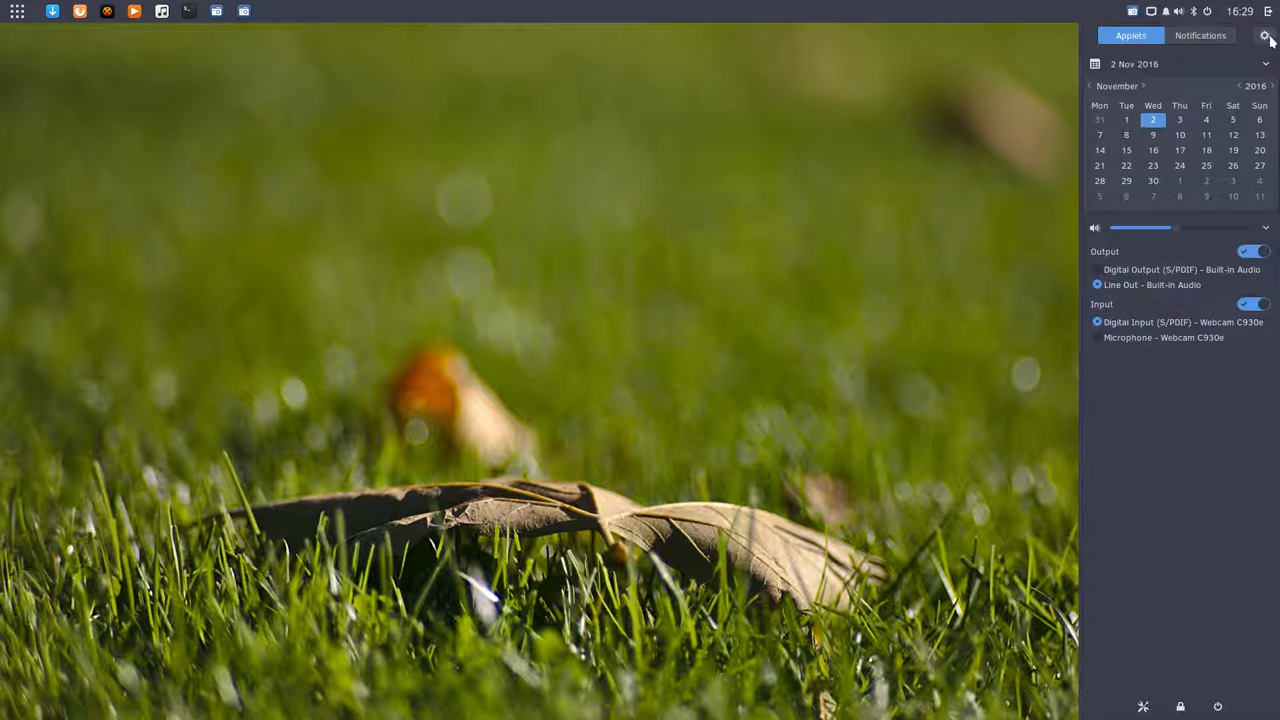 16:29
Applets Notifications
2 Nov 2016
November 2016
Mon Tue Wed Thu Fri Sat Sun
31 1 2 3 4 5 6
7 8 9 10 11 12 13
14 15 16 17 18 19 20
21 22 23 24 25 26 27
28 29 30 1 2 3 4
5 6 7 8 9 10 11
Output
Digital Output (S/PDIF) - Built-in Audio
Line Out - Built-in Audio
Input
Digital Input (S/PDIF) - Webcam C930e
Microphone - Webcam C930e